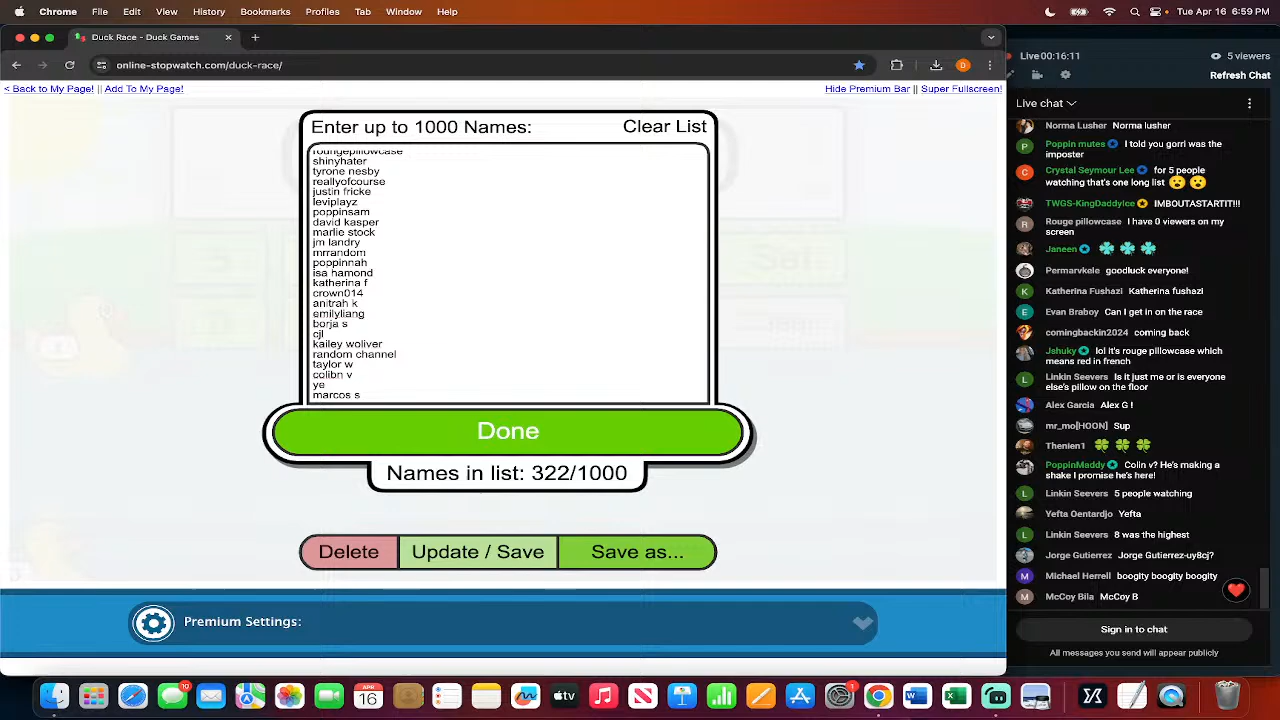 Chrome File Edit View History Bookmarks Profiles Tab Window Help Tue Apr 16 6:59 PM
Duck Race - Duck Games
online-stopwatch.com/duck-race/
< Back to My Page! || Add To My Page! Hide Premium Bar || Super Fullscreen!
Enter up to 1000 Names: Clear List
rougepillowcase
shinyhater
tyrone nesby
reallyofcourse
justin fricke
leviplayz
poppinsam
david kasper
marlie stock
jm landry
mrrandom
poppinnah
isa hamond
katherina f
crown014
anitrah k
emilyliang
borja s
cjl
kailey woliver
random channel
taylor w
colibn v
ye
marcos s
Done
Names in list: 322/1000
Delete Update / Save Save as...
Premium Settings:
Live 00:16:11 5 viewers
Refresh Chat
Live chat
Norma Lusher Norma lusher
Poppin mutes I told you gorri was the
imposter
Crystal Seymour Lee for 5 people
watching that's one long list
TWGS-KingDaddyIce IMBOUTASTARTIT!!!
Rouge pillowcase I have 0 viewers on my
screen
Janeen
Permarvkele goodluck everyone!
Katherina Fushazi Katherina fushazi
Evan Braboy Can I get in on the race
comingbackin2024 coming back
Jshuky lol it's rouge pillowcase which
means red in french
Linkin Seevers Is it just me or is everyone
else's pillow on the floor
Alex Garcia Alex G !
mr_mo|HOON] Sup
Thenien1
PoppinMaddy Colin v? He's making a
shake I promise he's here!
Linkin Seevers 5 people watching
Yefta Oentardjo Yefta
Linkin Seevers 8 was the highest
Jorge Gutierrez Jorge Gutierrez-uy8cj?
Michael Herrell boogity boogity boogity
McCoy Bila McCoy B
Sign in to chat
All messages you send will appear publicly
APR
16
10
tv
1